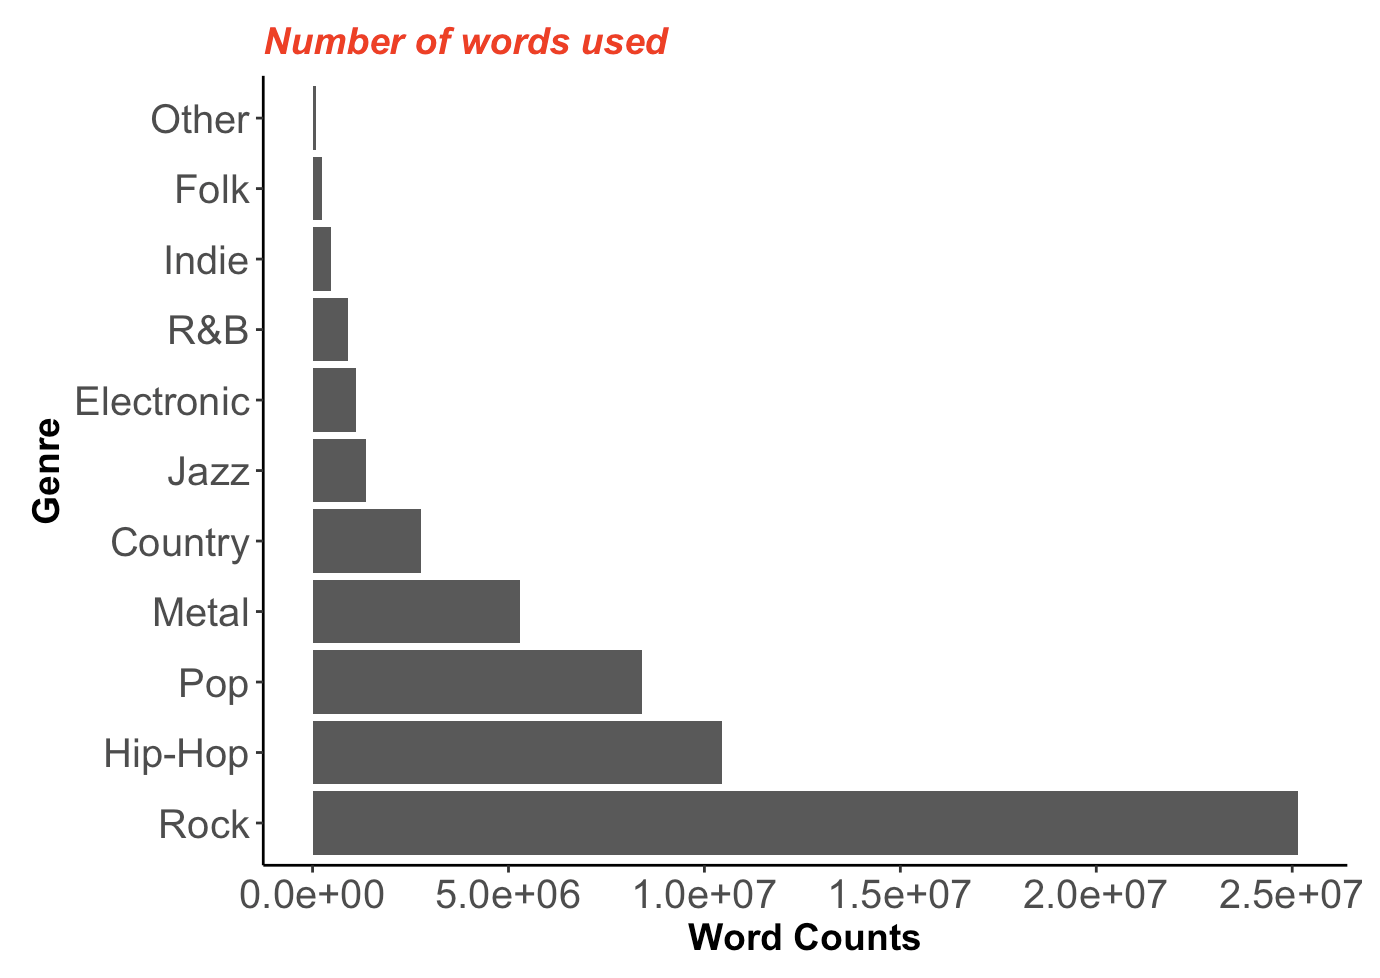 Number of words used
Other
Folk
Indie
R&B
Electronic
Jazz
Country
Metal
Pop
Hip-Hop
Rock
Genre
0.0e+00 5.0e+06 1.0e+07 1.5e+07 2.0e+07 2.5e+07
Word Counts